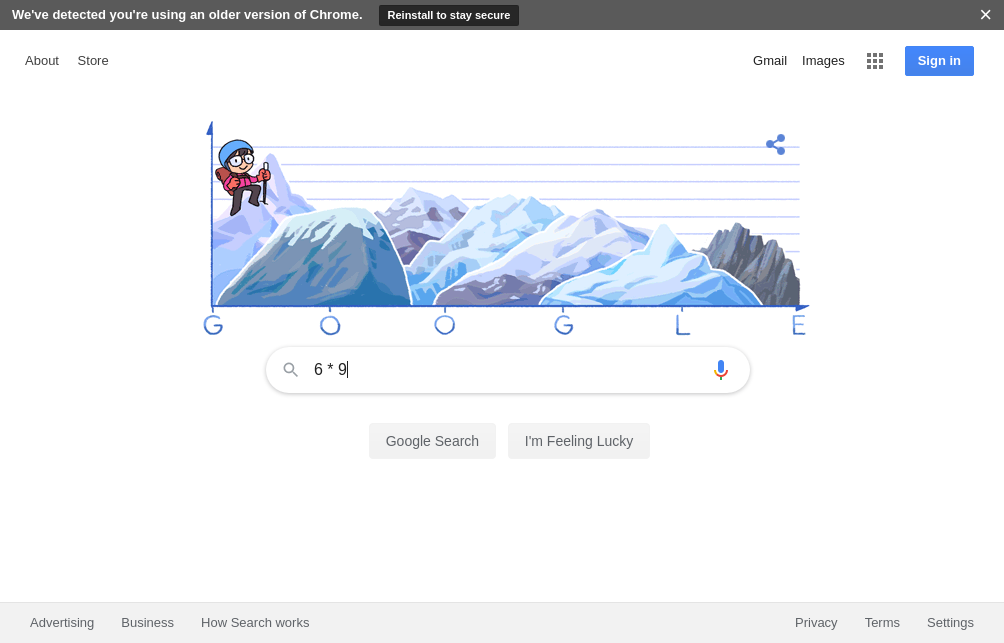 We've detected you're using an older version of Chrome. Reinstall to stay secure
About Store Gmail Images Sign in
G O O G L E
6 * 9
Google Search I'm Feeling Lucky
Advertising Business How Search works Privacy Terms Settings